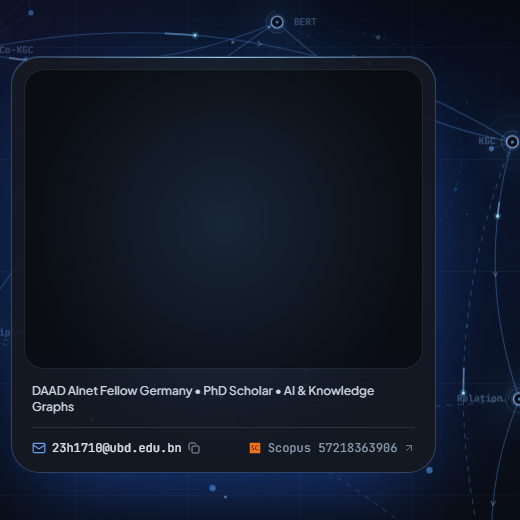 BERT
Co-KGC
KGC
DAAD AInet Fellow Germany • PhD Scholar • AI & Knowledge
Graphs
Relation
23h1710@ubd.edu.bn
SC Scopus 57218363906